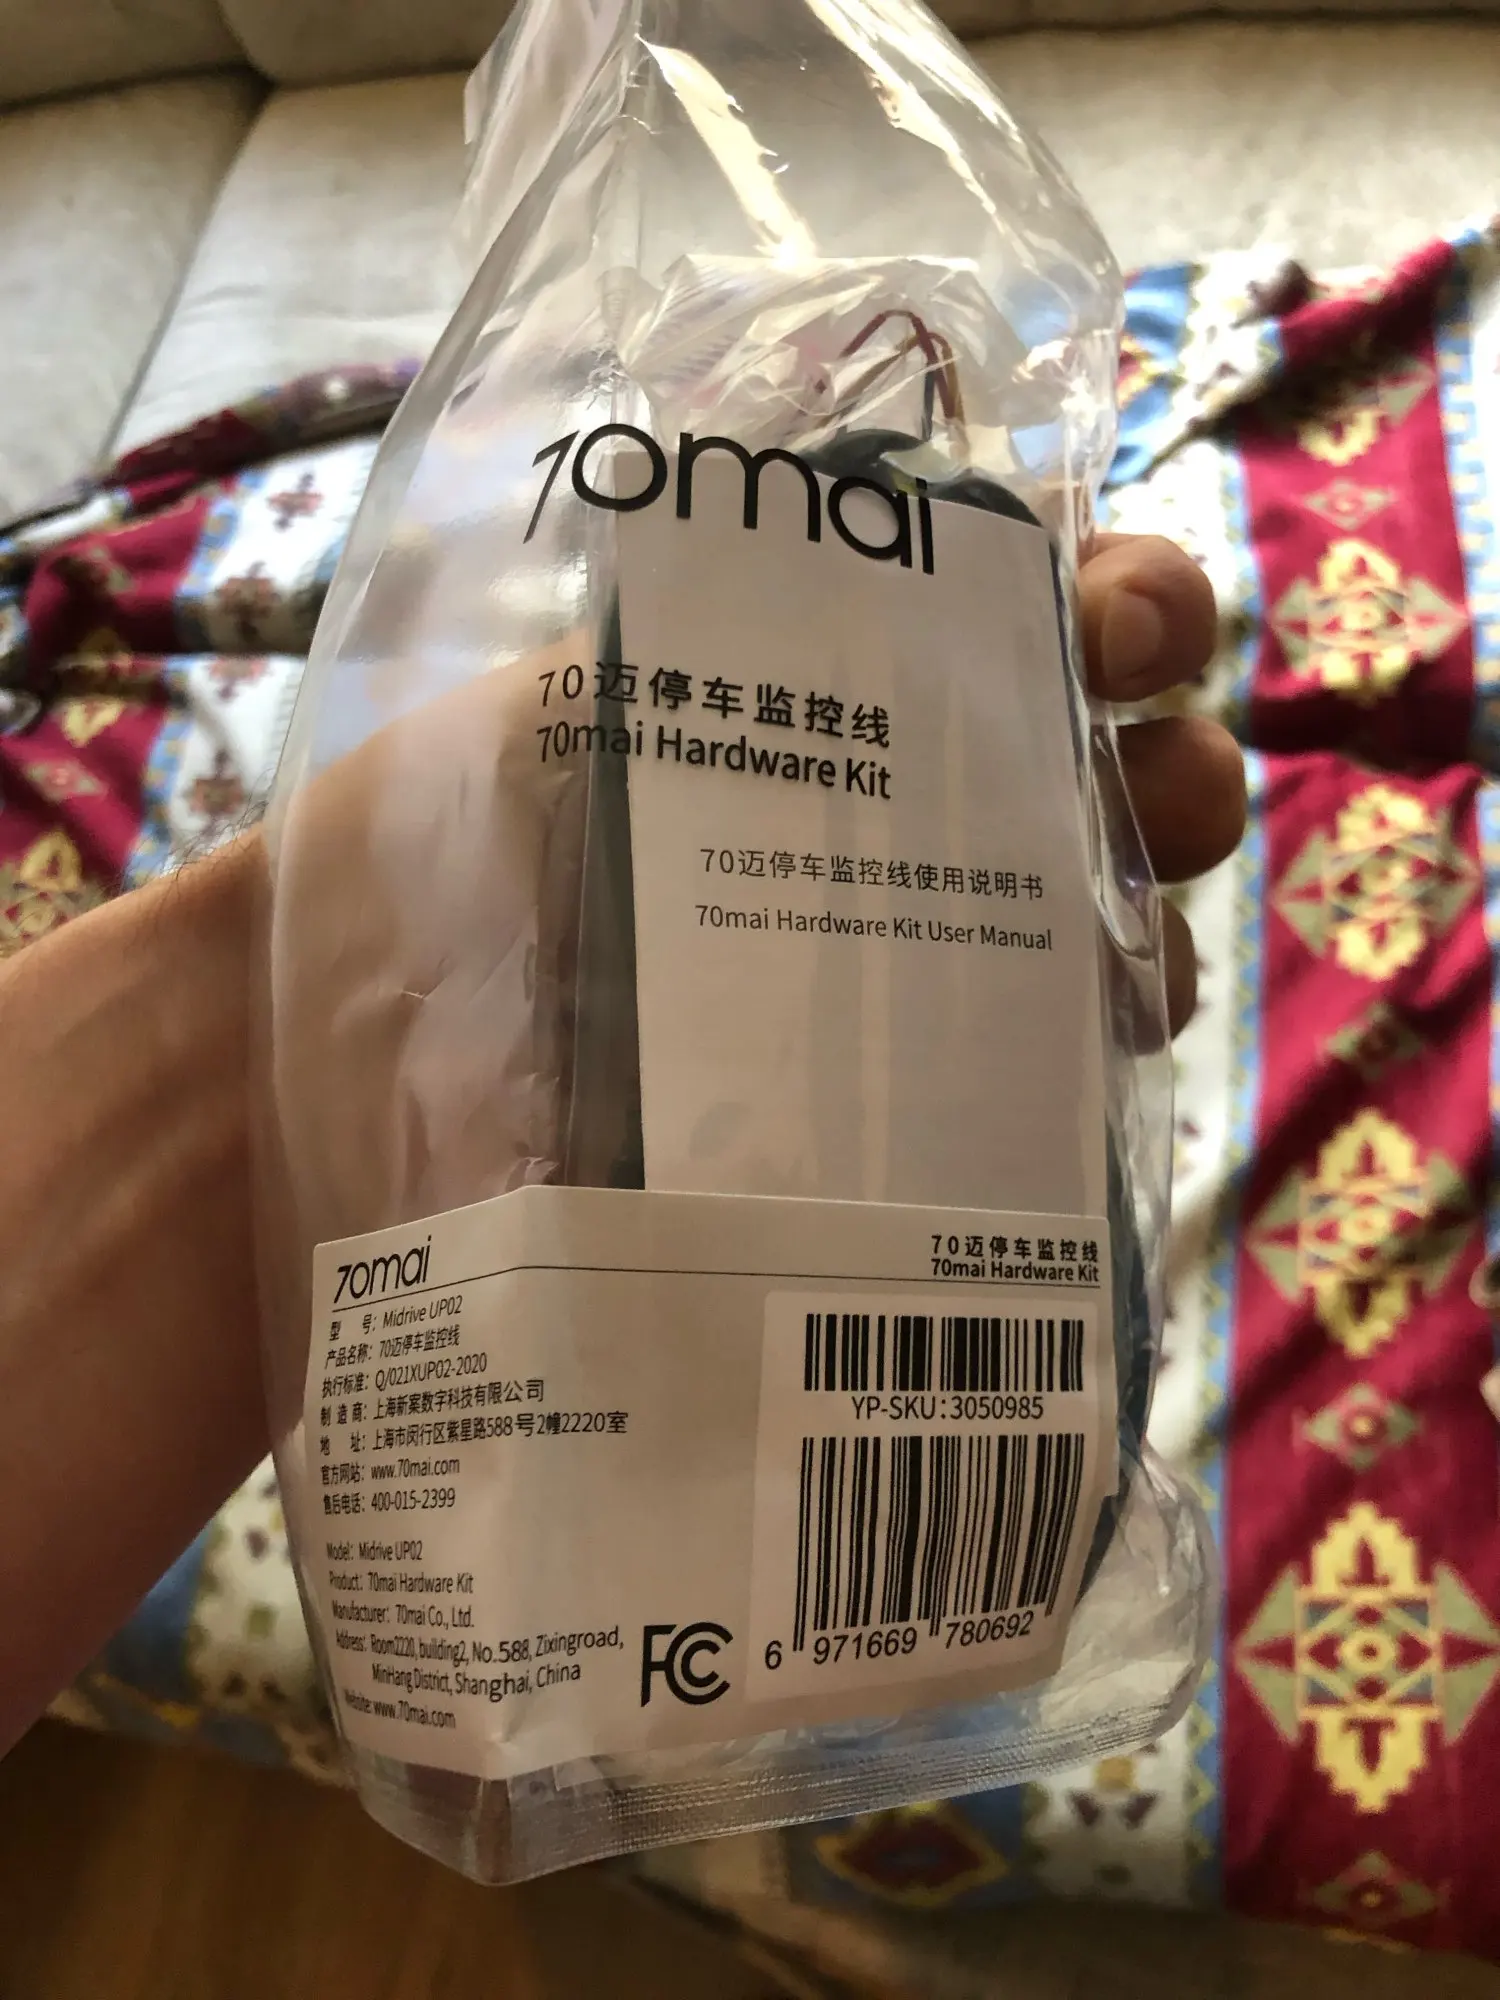 70mai
70迈停车监控线
70mai Hardware Kit
70迈停车监控线使用说明书
70mai Hardware Kit User Manual
70mai
70迈停车监控线
70mai Hardware Kit
型 号：Midrive UP02
产品名称：70迈停车监控线
执行标准：Q/021XUP02-2020
制 造 商：上海新案数字科技有限公司
地 址：上海市闵行区紫星路588号2幢2220室
官方网站：www.70mai.com
售后电话：400-015-2399
Model: Midrive UP02
Product: 70mai Hardware Kit
Manufacturer: 70mai Co., Ltd.
Address: Room2220, building2, No.588, Zixingroad,
MinHang District, Shanghai, China
Website: www.70mai.com
FC
YP-SKU:3050985
6 971669 780692